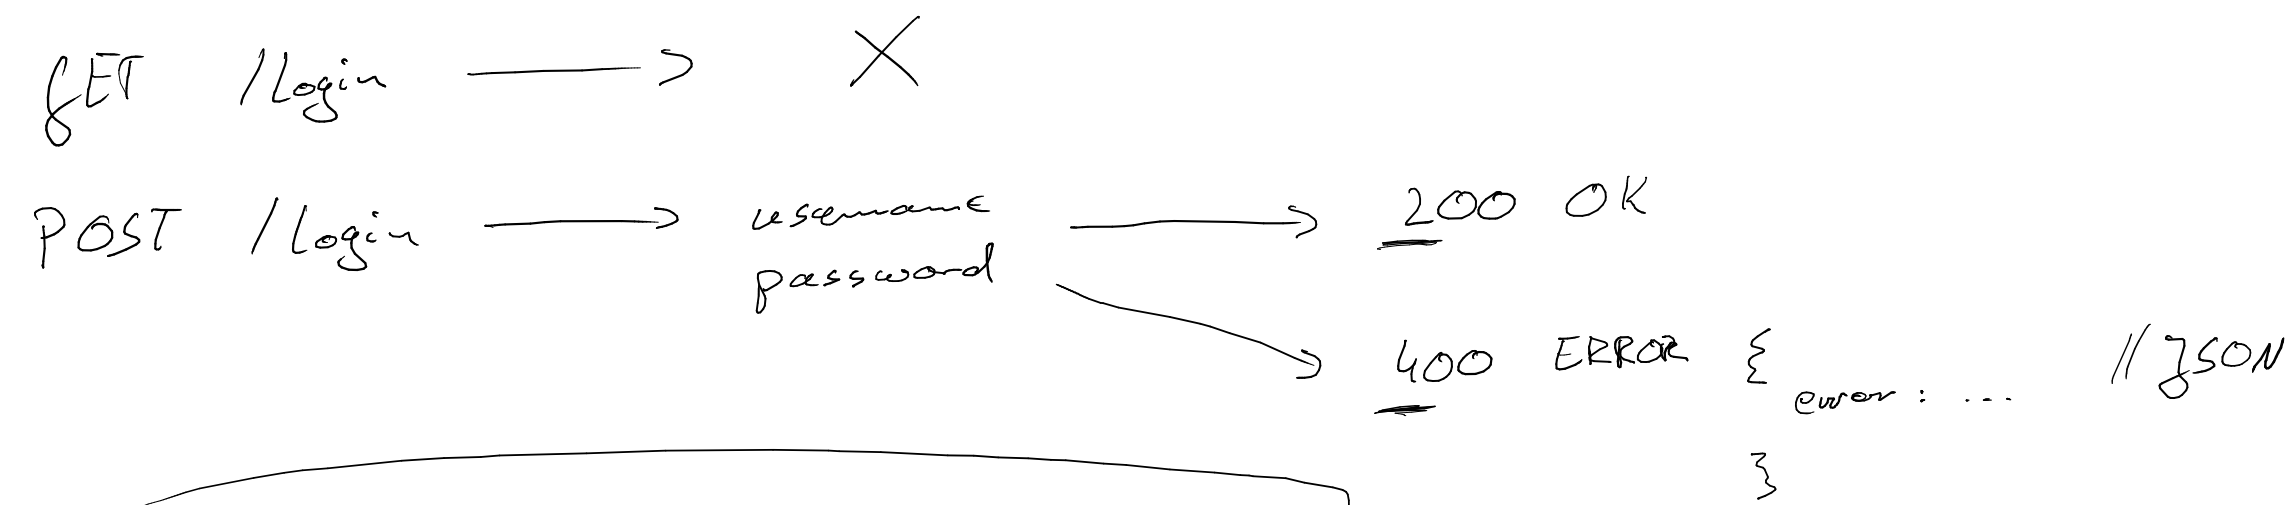 GET /Login → X
POST /Login → username → 200 OK
password
→ 400 ERROR { // JSON
error : ...
}